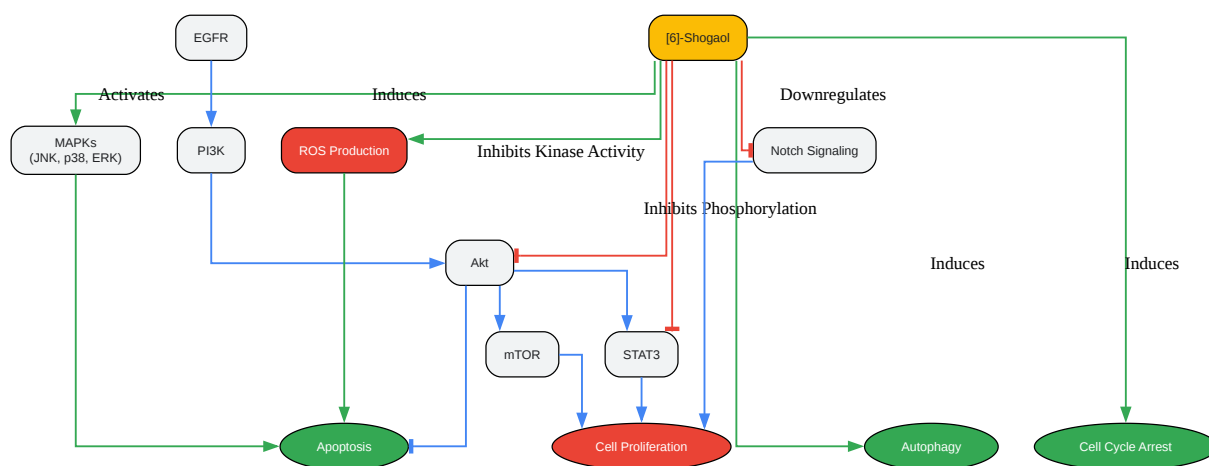 EGFR
[6]-Shogaol
Activates
Induces
Downregulates
MAPKs
(JNK, p38, ERK)
PI3K
ROS Production
Inhibits Kinase Activity
Notch Signaling
Inhibits Phosphorylation
Akt
Induces
Induces
mTOR
STAT3
Apoptosis
Cell Proliferation
Autophagy
Cell Cycle Arrest